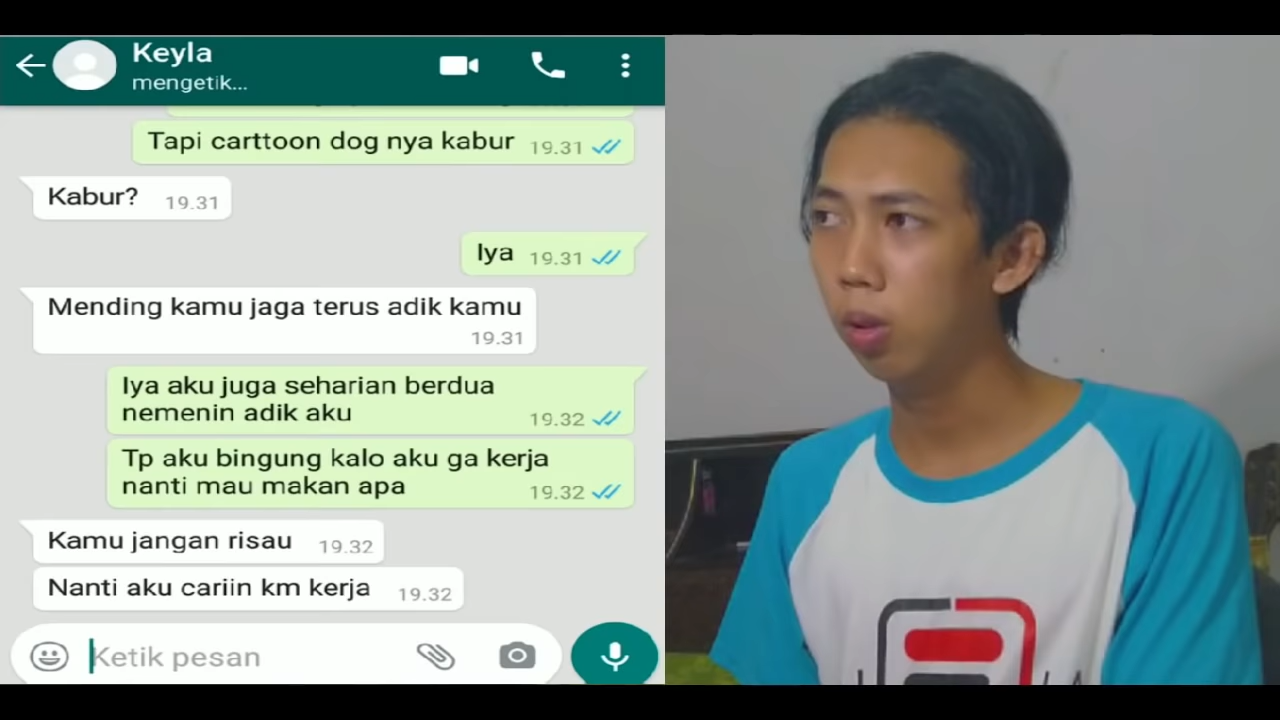 Keyla
mengetik...
Tapi carttoon dog nya kabur 19.31
Kabur? 19.31
Iya 19.31
Mending kamu jaga terus adik kamu
19.31
Iya aku juga seharian berdua
nemenin adik aku 19.32
Tp aku bingung kalo aku ga kerja
nanti mau makan apa 19.32
Kamu jangan risau 19.32
Nanti aku cariin km kerja 19.32
Ketik pesan